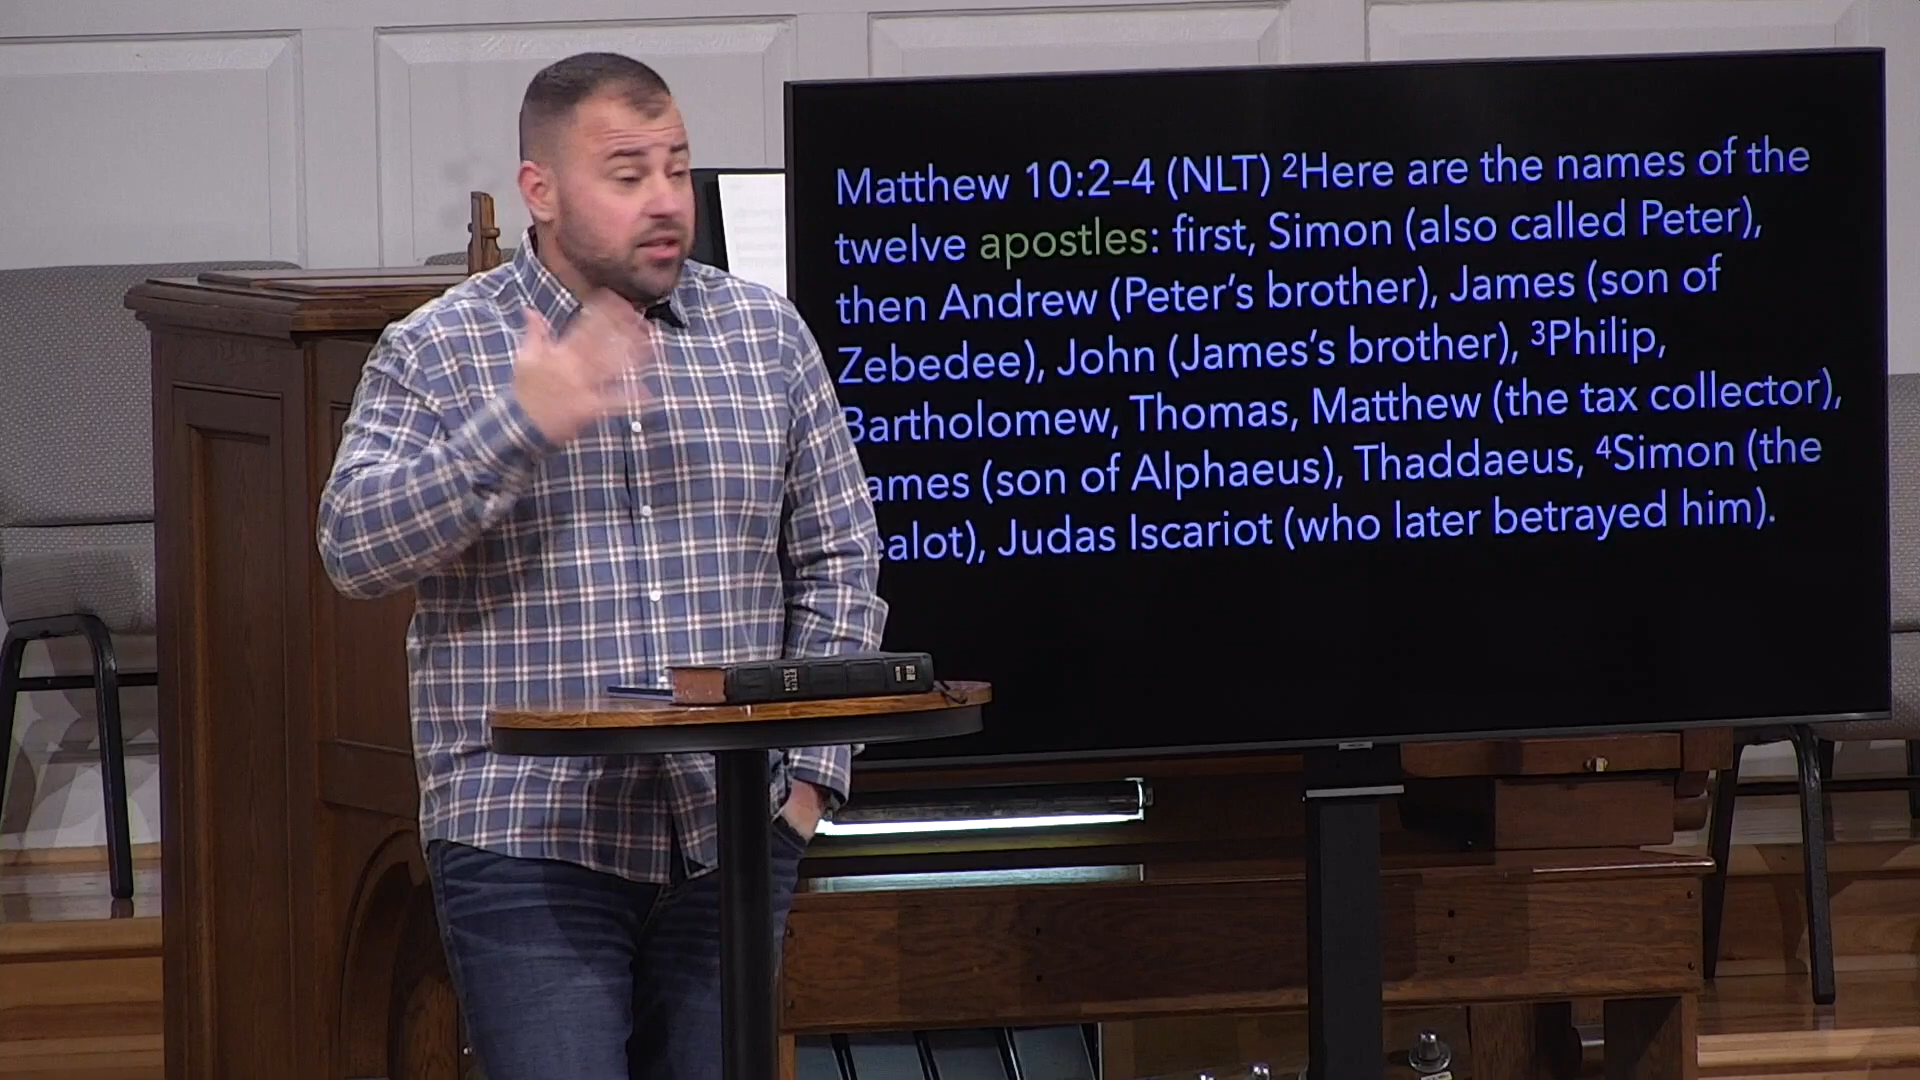 Matthew 10:2–4 (NLT) ²Here are the names of the
twelve apostles: first, Simon (also called Peter),
then Andrew (Peter’s brother), James (son of
Zebedee), John (James’s brother), ³Philip,
Bartholomew, Thomas, Matthew (the tax collector),
ames (son of Alphaeus), Thaddaeus, ⁴Simon (the
ealot), Judas Iscariot (who later betrayed him).